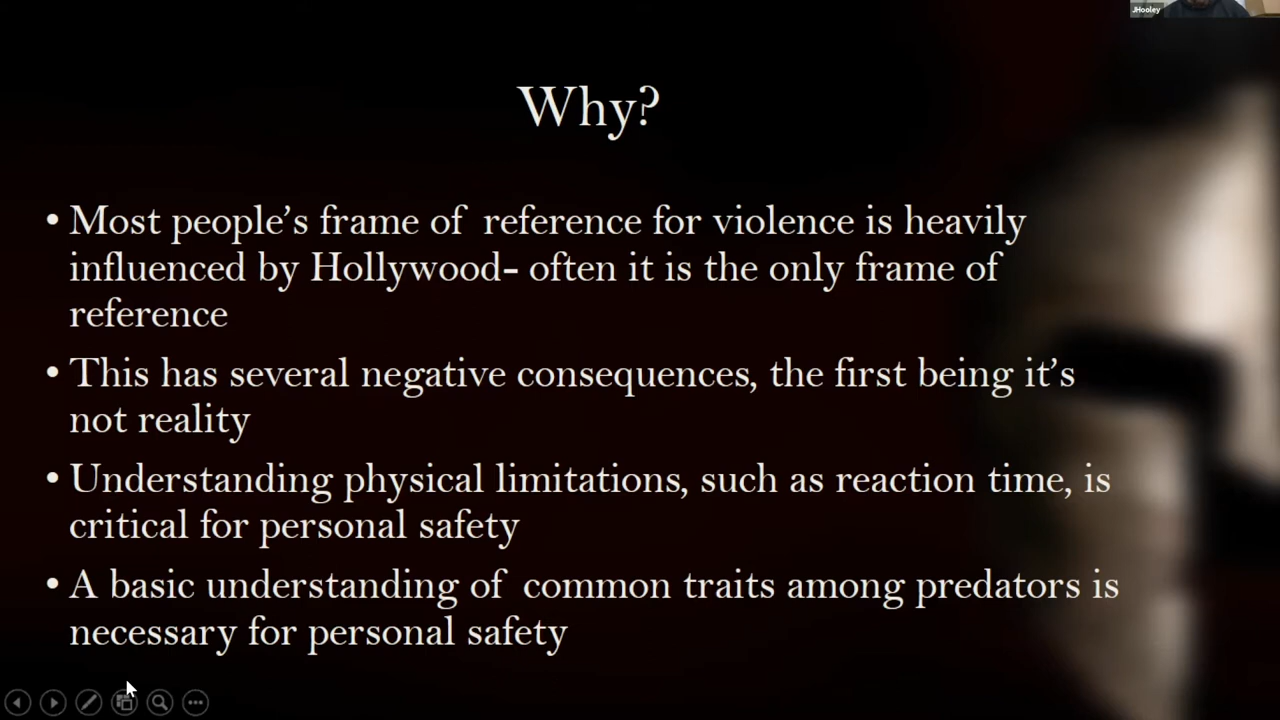 JHooley
Why?
• Most people's frame of reference for violence is heavily
influenced by Hollywood- often it is the only frame of
reference
• This has several negative consequences, the first being it's
not reality
• Understanding physical limitations, such as reaction time, is
critical for personal safety
• A basic understanding of common traits among predators is
necessary for personal safety